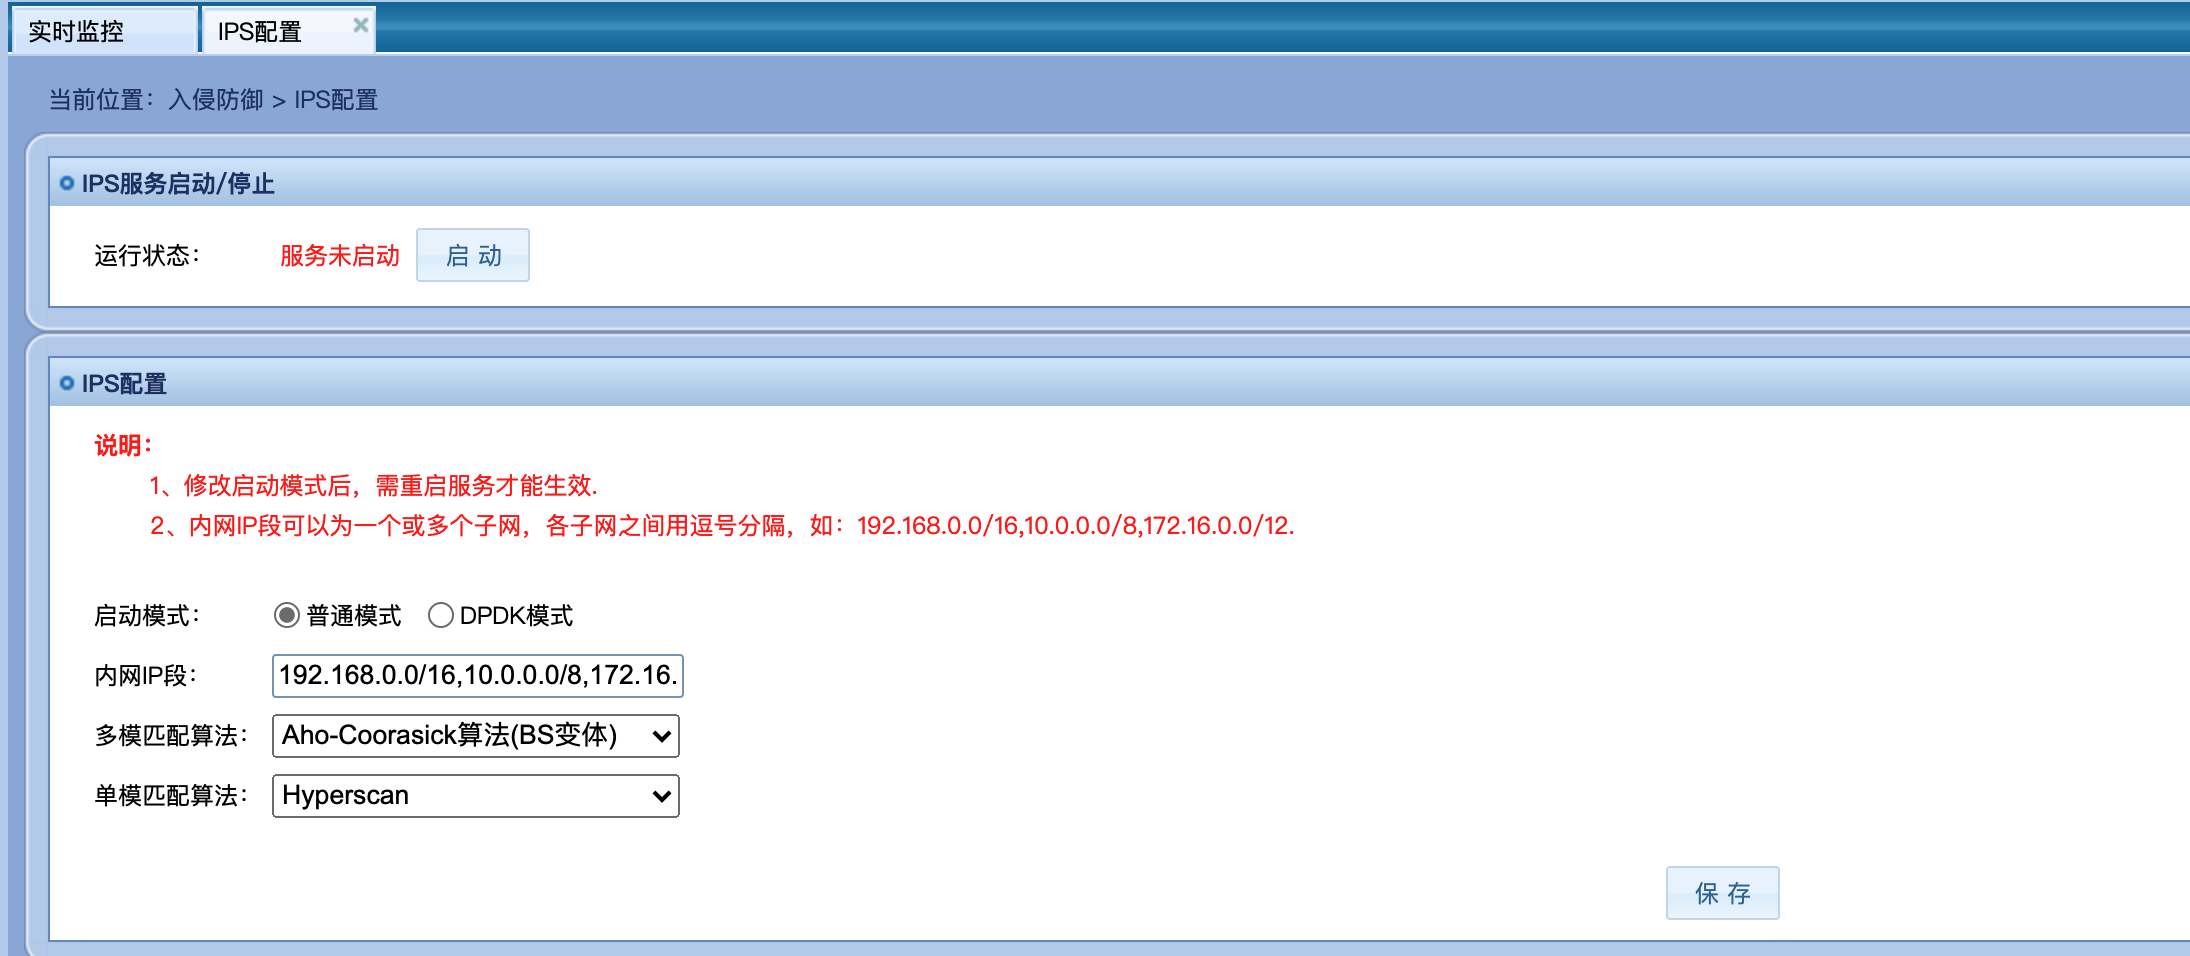 实时监控
IPS配置
当前位置：入侵防御 > IPS配置
IPS服务启动/停止
运行状态：
服务未启动
启 动
IPS配置
说明：
1、修改启动模式后，需重启服务才能生效.
2、内网IP段可以为一个或多个子网，各子网之间用逗号分隔，如：192.168.0.0/16,10.0.0.0/8,172.16.0.0/12.
启动模式：
普通模式
DPDK模式
内网IP段：
192.168.0.0/16,10.0.0.0/8,172.16.
多模匹配算法：
Aho-Coorasick算法(BS变体)
单模匹配算法：
Hyperscan
保 存